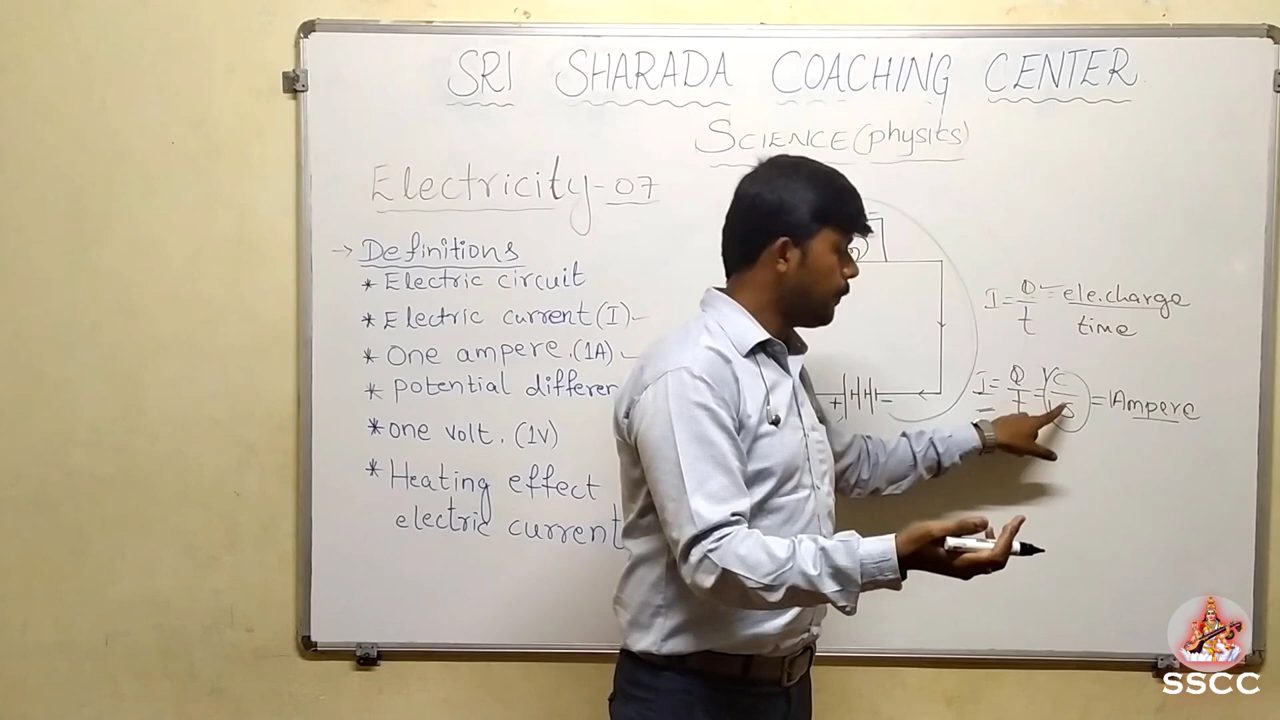 SRI SHARADA COACHING CENTER
SCIENCE (physics)
Electricity-07
→ Definitions
* Electric circuit
* Electric current (I)
* One ampere. (1A)
* potential differen
* one volt. (1V)
* Heating effect
electric current
+ -
I = Q/t = ele.charge/time
I = Q/t = 1C/1S = 1Ampere
SSCC